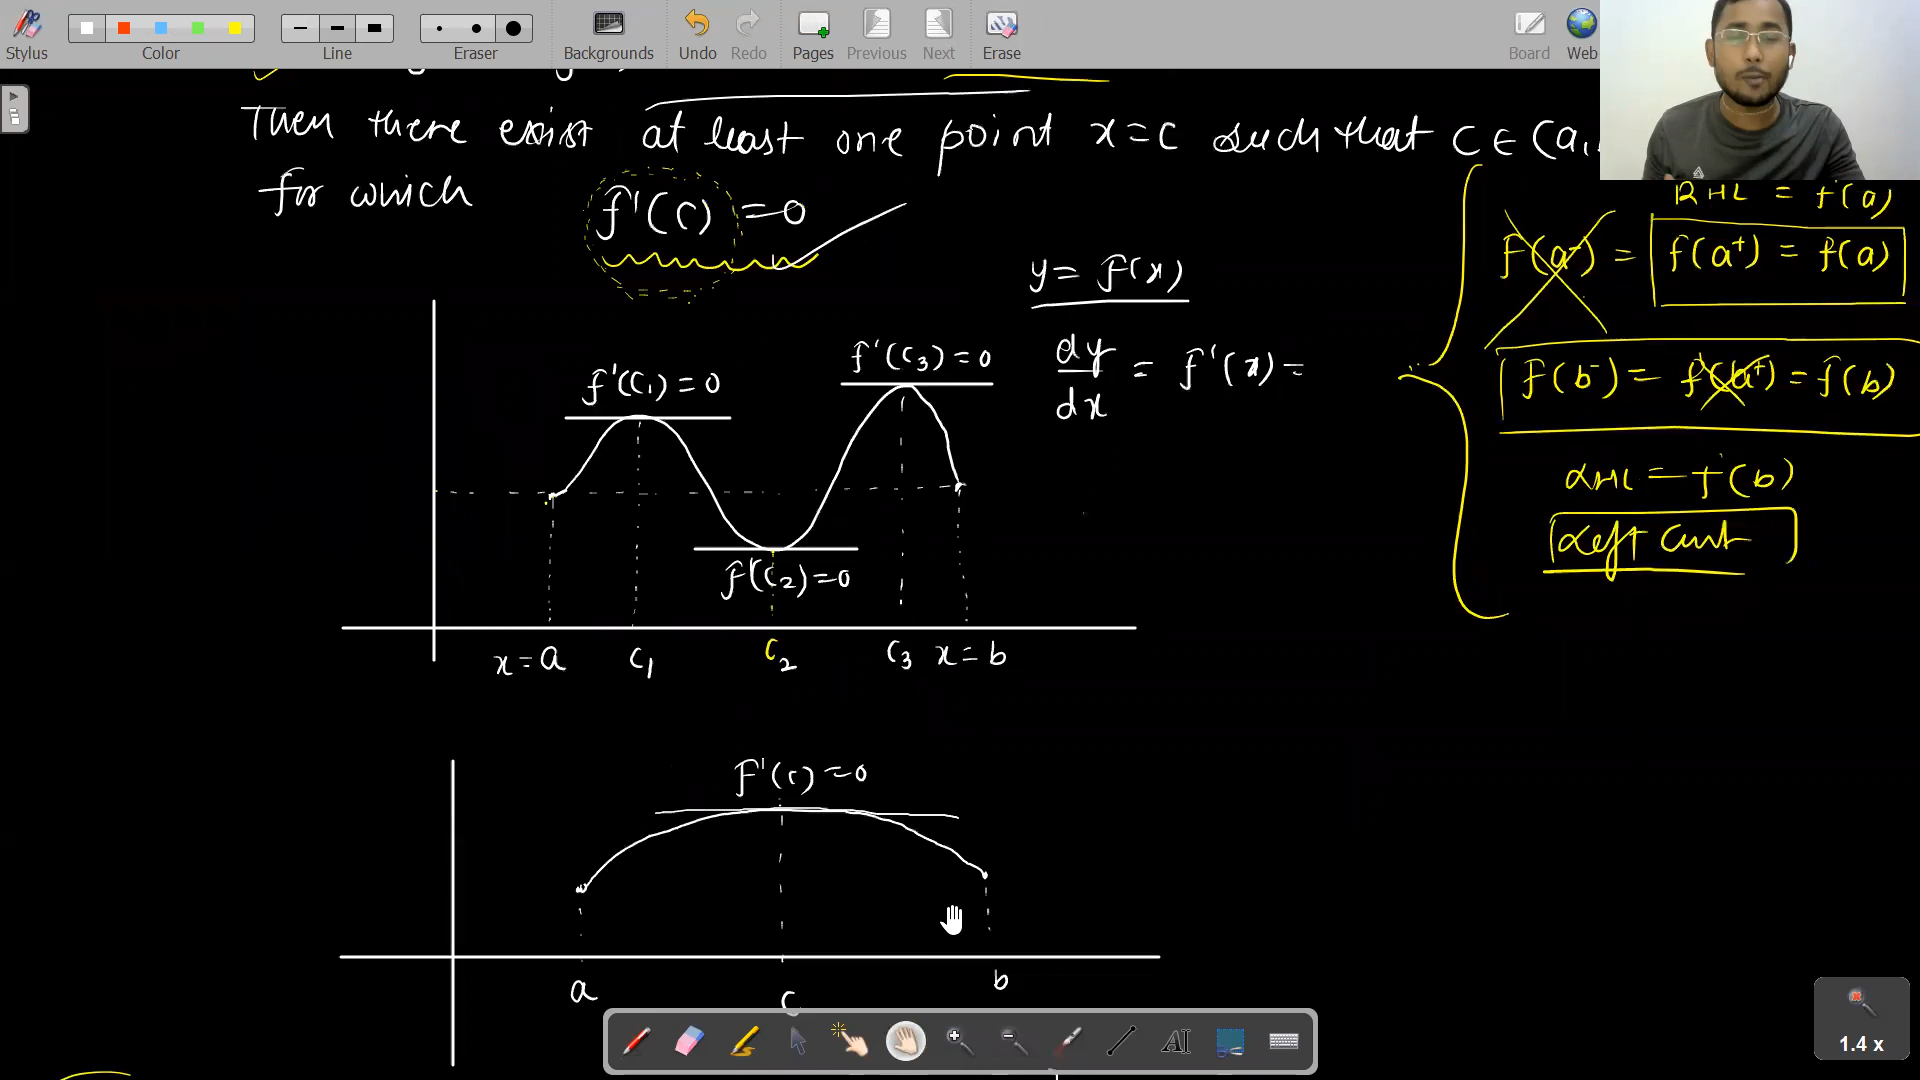 Stylus Color Line Eraser Backgrounds Undo Redo Pages Previous Next Erase Board Web
Then there exist at least one point x=c such that c ∈ (a,
for which f'(c) =0
RHL = f(a)
f(a⁻) = f(a⁺) = f(a)
y = f(x)
dy/dx = f'(x) =
f(b⁻) = f(a⁺) = f(b)
LHL = f(b)
Left Cunt
f'(c₁)=0
f'(c₃)=0
f'(c₂)=0
x=a c₁ c₂ c₃ x=b
f'(c)=0
a c b
1.4 x